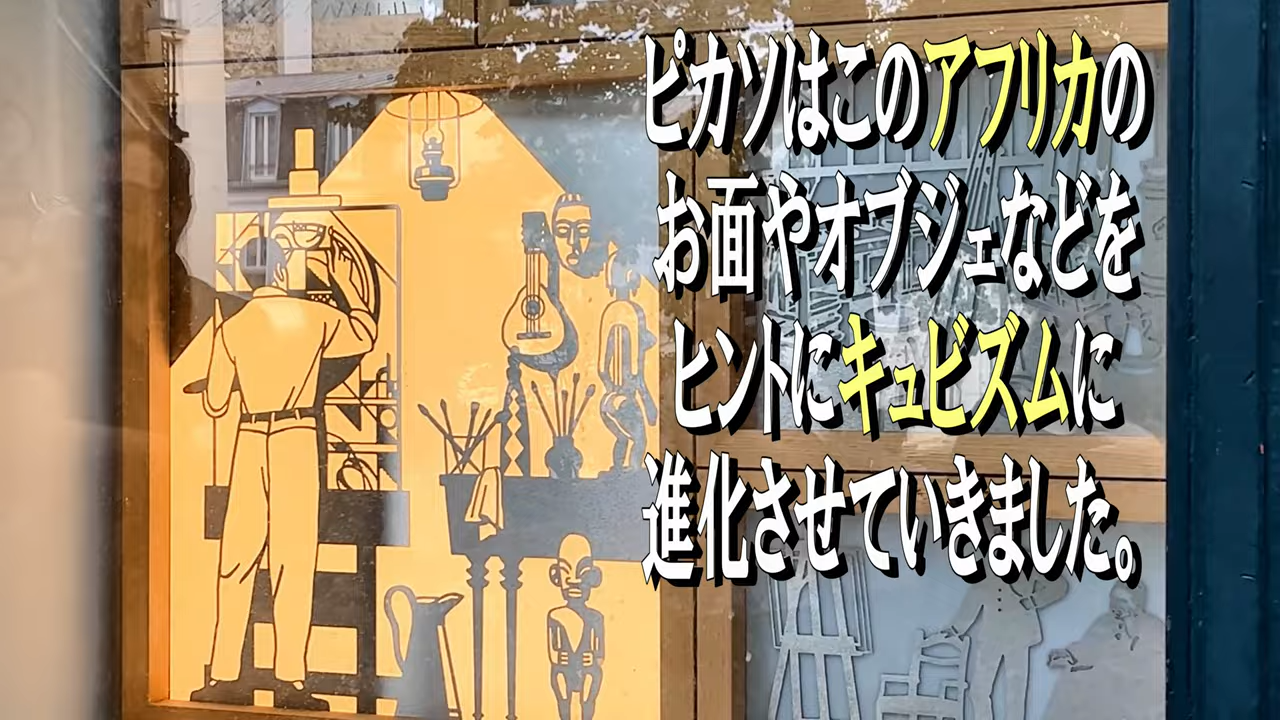 ピカソはこのアフリカの
お面やオブジェなどを
ヒントにキュビズムに
進化させていきました。